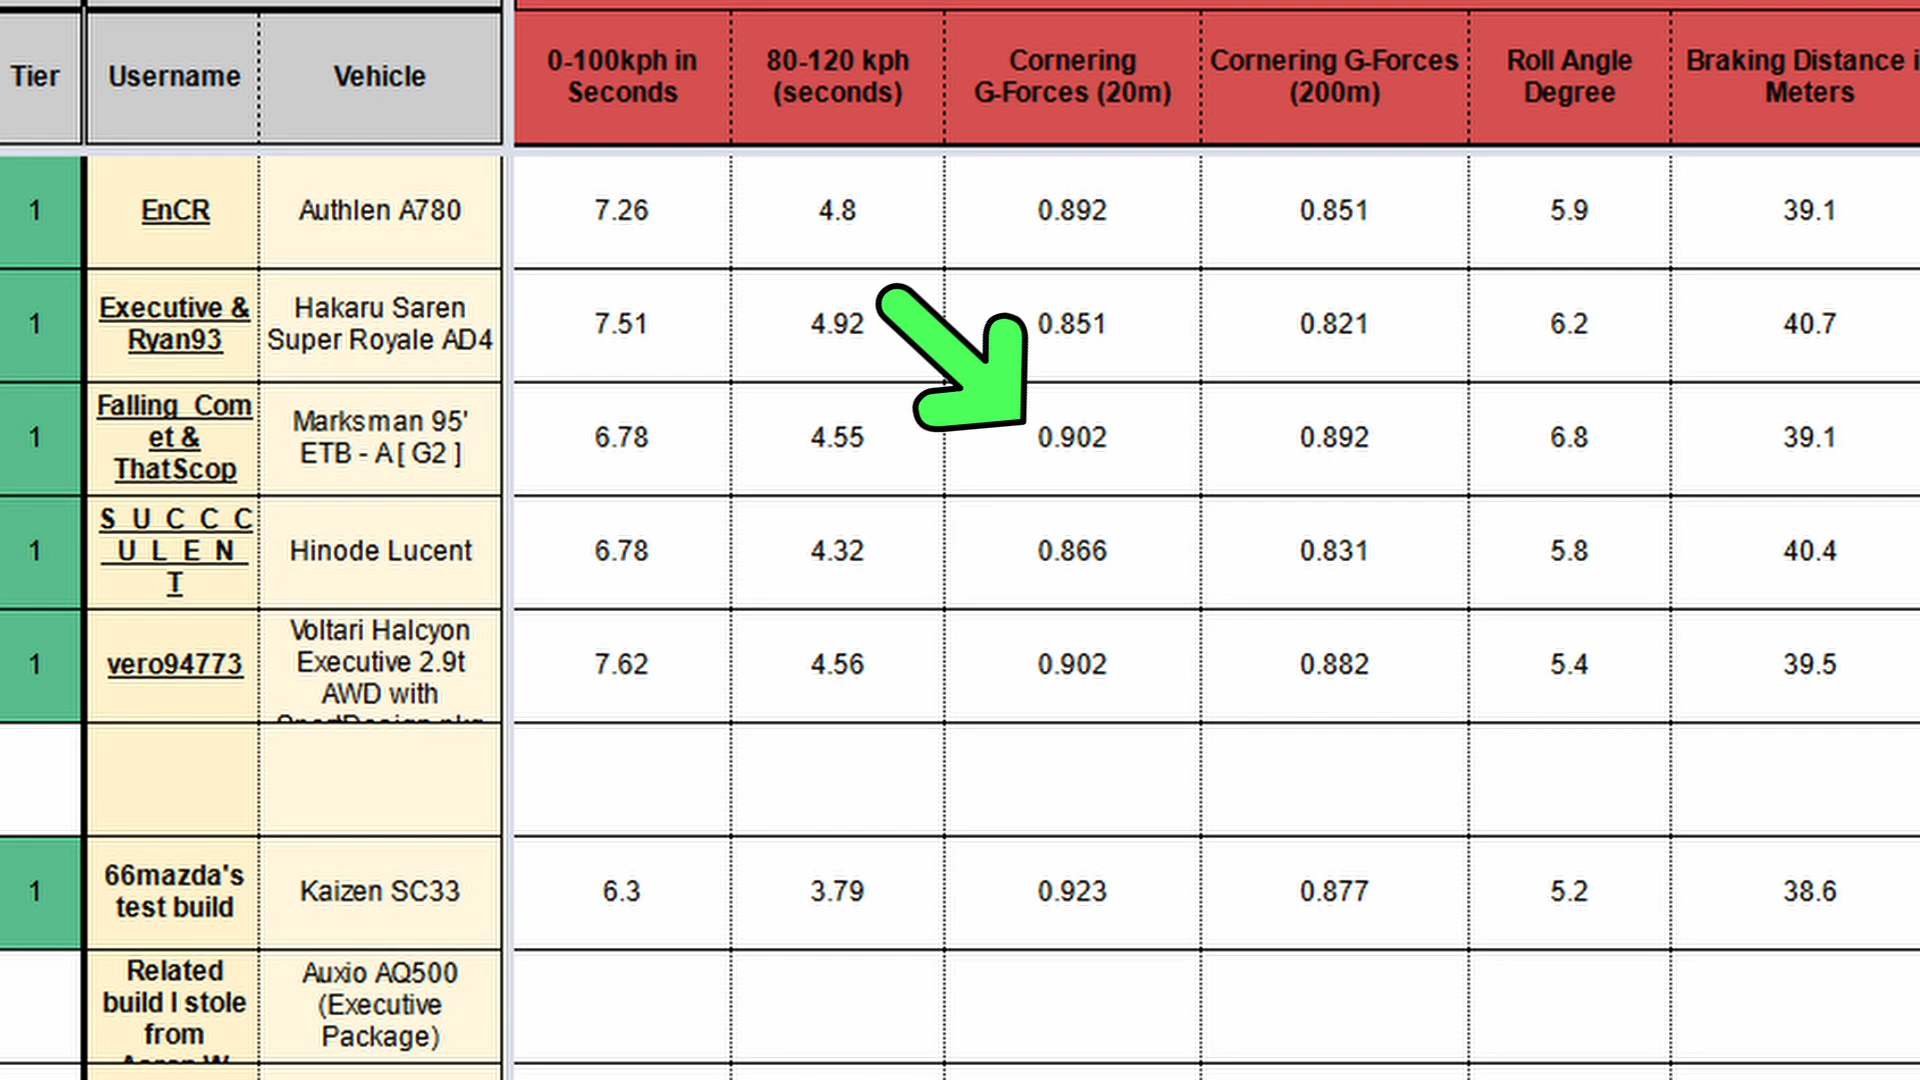 Tier
Username
Vehicle
0-100kph in
Seconds
80-120 kph
(seconds)
Cornering
G-Forces (20m)
Cornering G-Forces
(200m)
Roll Angle
Degree
Braking Distance i
Meters
1
EnCR
Authlen A780
7.26
4.8
0.892
0.851
5.9
39.1
1
Executive &
Ryan93
Hakaru Saren
Super Royale AD4
7.51
4.92
0.851
0.821
6.2
40.7
1
Falling_Com
et &
ThatScop
Marksman 95'
ETB - A [ G2 ]
6.78
4.55
0.902
0.892
6.8
39.1
1
S_U_C_C_C
_U_L_E_N_
T
Hinode Lucent
6.78
4.32
0.866
0.831
5.8
40.4
1
vero94773
Voltari Halcyon
Executive 2.9t
AWD with
SportDesign pkg
7.62
4.56
0.902
0.882
5.4
39.5
1
66mazda's
test build
Kaizen SC33
6.3
3.79
0.923
0.877
5.2
38.6
Related
build I stole
from
Auxio AQ500
(Executive
Package)